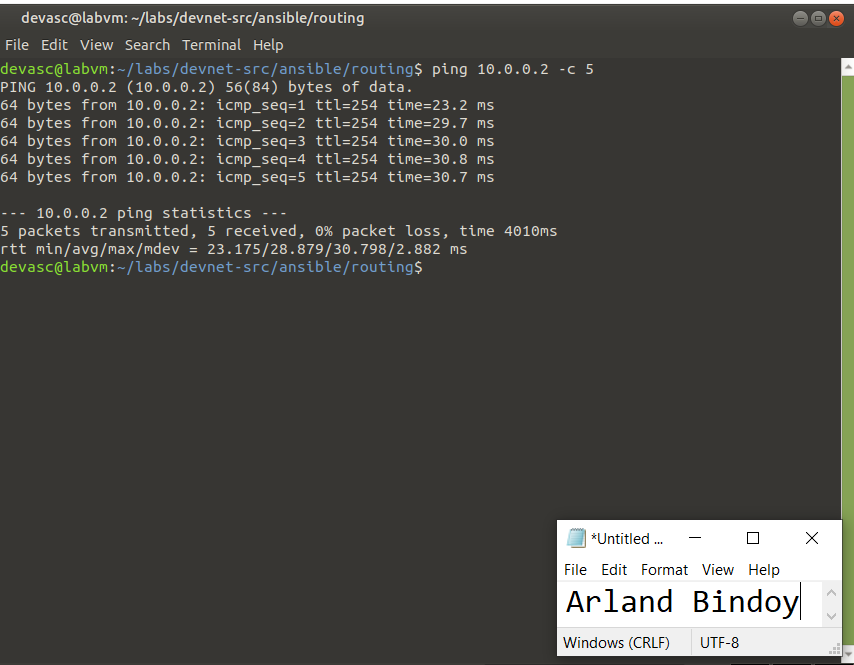 devasc@labvm: ~/labs/devnet-src/ansible/routing
File Edit View Search Terminal Help
devasc@labvm:~/labs/devnet-src/ansible/routing$ ping 10.0.0.2 -c 5
PING 10.0.0.2 (10.0.0.2) 56(84) bytes of data.
64 bytes from 10.0.0.2: icmp_seq=1 ttl=254 time=23.2 ms
64 bytes from 10.0.0.2: icmp_seq=2 ttl=254 time=29.7 ms
64 bytes from 10.0.0.2: icmp_seq=3 ttl=254 time=30.0 ms
64 bytes from 10.0.0.2: icmp_seq=4 ttl=254 time=30.8 ms
64 bytes from 10.0.0.2: icmp_seq=5 ttl=254 time=30.7 ms
--- 10.0.0.2 ping statistics ---
5 packets transmitted, 5 received, 0% packet loss, time 4010ms
rtt min/avg/max/mdev = 23.175/28.879/30.798/2.882 ms
devasc@labvm:~/labs/devnet-src/ansible/routing$
*Untitled ...
File Edit Format View Help
Arland Bindoy
Windows (CRLF) UTF-8